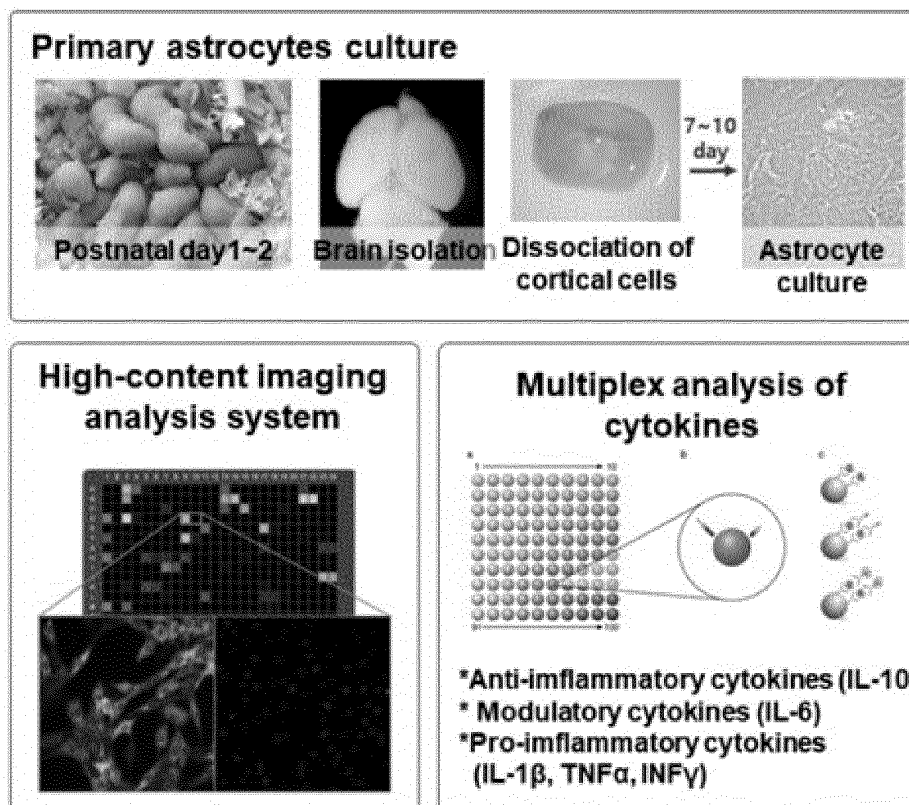 Primary astrocytes culture
7~10
day
Postnatal day1~2
Brain isolation
Dissociation of
cortical cells
Astrocyte
culture
High-content imaging
analysis system
Multiplex analysis of
cytokines
1
10
*Anti-imflammatory cytokines (IL-10
* Modulatory cytokines (IL-6)
*Pro-imflammatory cytokines
(IL-1β, TNFα, INFγ)